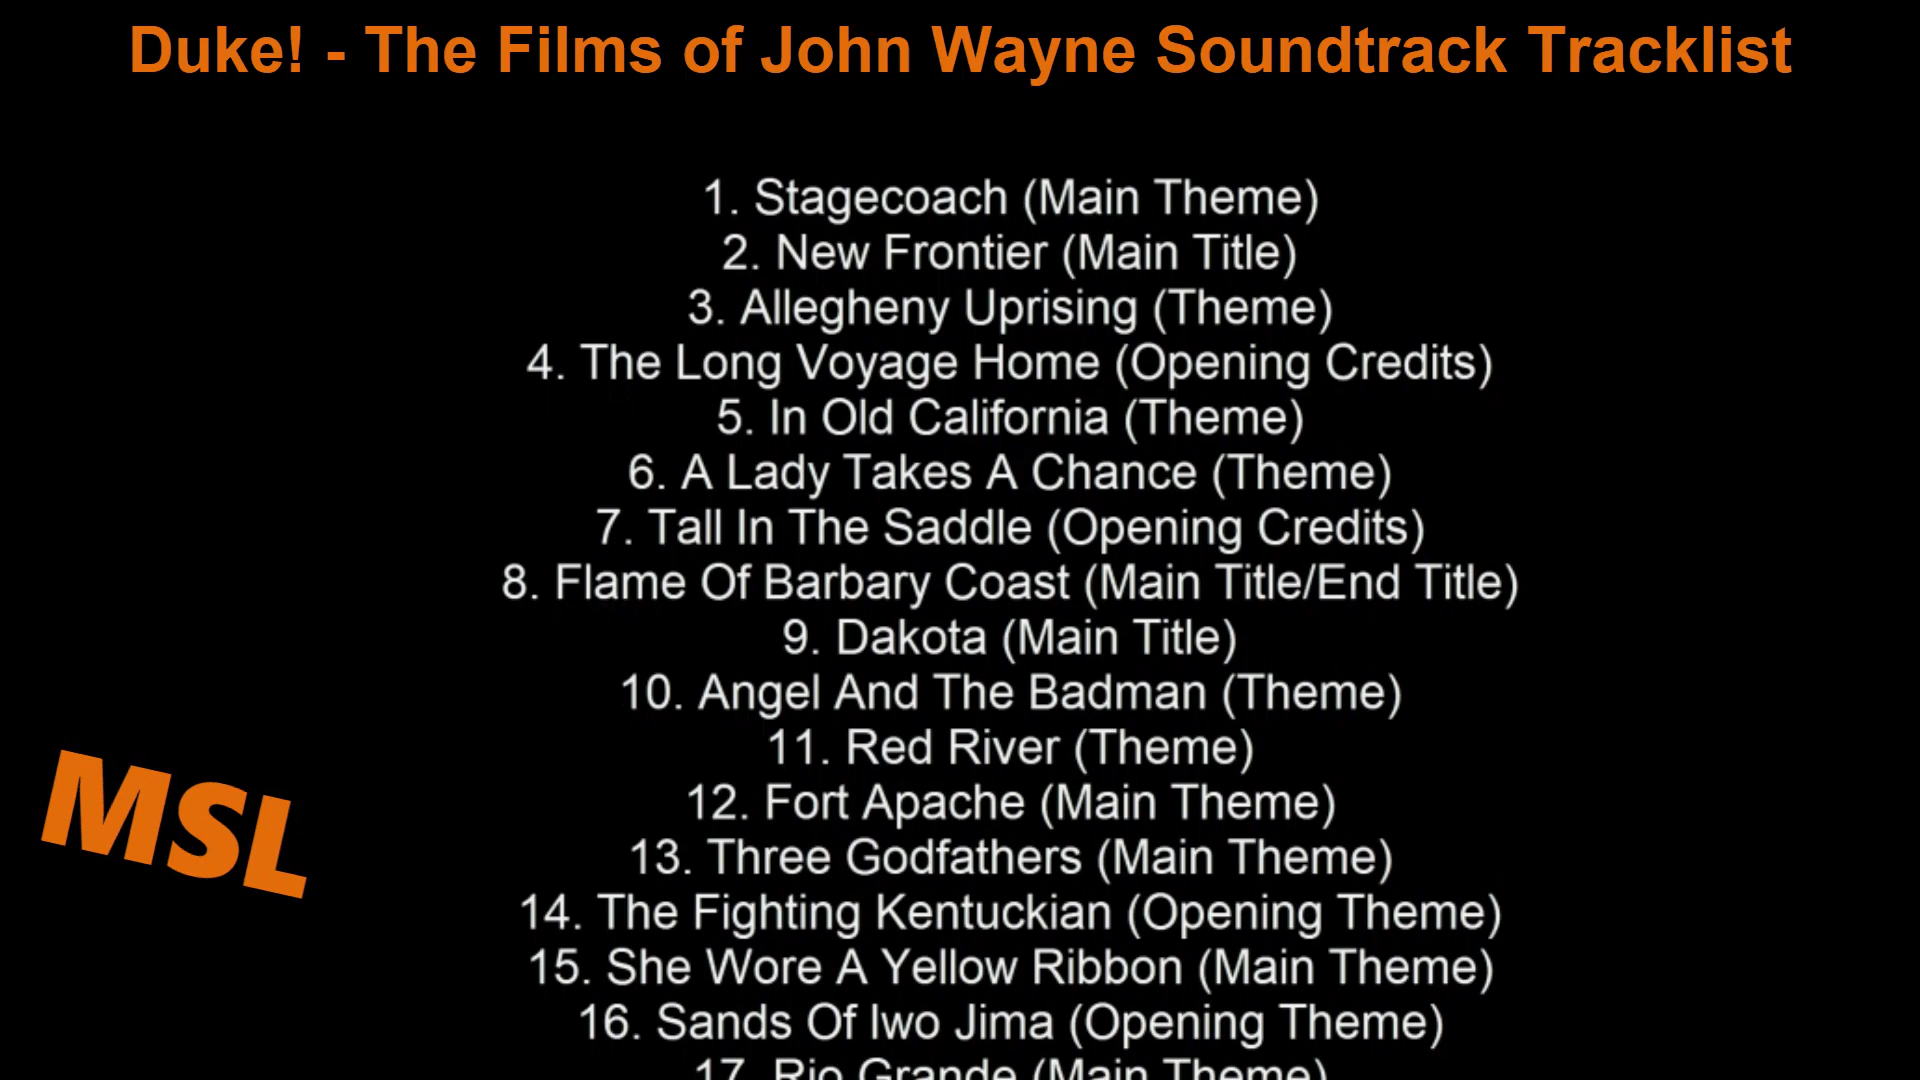 Duke! - The Films of John Wayne Soundtrack Tracklist
1. Stagecoach (Main Theme)
2. New Frontier (Main Title)
3. Allegheny Uprising (Theme)
4. The Long Voyage Home (Opening Credits)
5. In Old California (Theme)
6. A Lady Takes A Chance (Theme)
7. Tall In The Saddle (Opening Credits)
8. Flame Of Barbary Coast (Main Title/End Title)
9. Dakota (Main Title)
10. Angel And The Badman (Theme)
11. Red River (Theme)
12. Fort Apache (Main Theme)
MSL
13. Three Godfathers (Main Theme)
14. The Fighting Kentuckian (Opening Theme)
15. She Wore A Yellow Ribbon (Main Theme)
16. Sands Of Iwo Jima (Opening Theme)
17. Rio Grande (Main Theme)